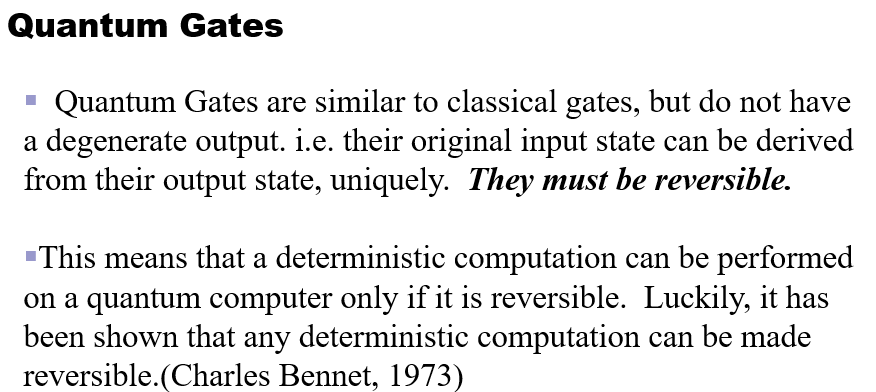 Quantum Gates
▪ Quantum Gates are similar to classical gates, but do not have
a degenerate output. i.e. their original input state can be derived
from their output state, uniquely. They must be reversible.
▪This means that a deterministic computation can be performed
on a quantum computer only if it is reversible. Luckily, it has
been shown that any deterministic computation can be made
reversible.(Charles Bennet, 1973)